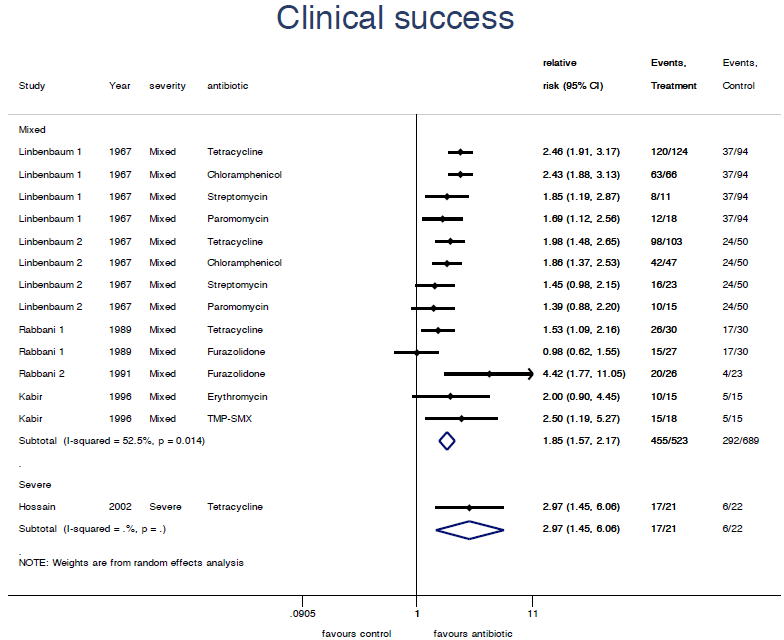 Clinical success
relative Events, Events,
Study Year severity antibiotic risk (95% CI) Treatment Control
Mixed
Linbenbaum 1 1967 Mixed Tetracycline 2.46 (1.91, 3.17) 120/124 37/94
Linbenbaum 1 1967 Mixed Chloramphenicol 2.43 (1.88, 3.13) 63/66 37/94
Linbenbaum 1 1967 Mixed Streptomycin 1.85 (1.19, 2.87) 8/11 37/94
Linbenbaum 1 1967 Mixed Paromomycin 1.69 (1.12, 2.56) 12/18 37/94
Linbenbaum 2 1967 Mixed Tetracycline 1.98 (1.48, 2.65) 98/103 24/50
Linbenbaum 2 1967 Mixed Chloramphenicol 1.86 (1.37, 2.53) 42/47 24/50
Linbenbaum 2 1967 Mixed Streptomycin 1.45 (0.98, 2.15) 16/23 24/50
Linbenbaum 2 1967 Mixed Paromomycin 1.39 (0.88, 2.20) 10/15 24/50
Rabbani 1 1989 Mixed Tetracycline 1.53 (1.09, 2.16) 26/30 17/30
Rabbani 1 1989 Mixed Furazolidone 0.98 (0.62, 1.55) 15/27 17/30
Rabbani 2 1991 Mixed Furazolidone 4.42 (1.77, 11.05) 20/26 4/23
Kabir 1996 Mixed Erythromycin 2.00 (0.90, 4.45) 10/15 5/15
Kabir 1996 Mixed TMP-SMX 2.50 (1.19, 5.27) 15/18 5/15
Subtotal (I-squared = 52.5%, p = 0.014) 1.85 (1.57, 2.17) 455/523 292/689
.
Severe
Hossain 2002 Severe Tetracycline 2.97 (1.45, 6.06) 17/21 6/22
Subtotal (I-squared = .%, p = .) 2.97 (1.45, 6.06) 17/21 6/22
.
NOTE: Weights are from random effects analysis
.0905 1 11
favours control favours antibiotic